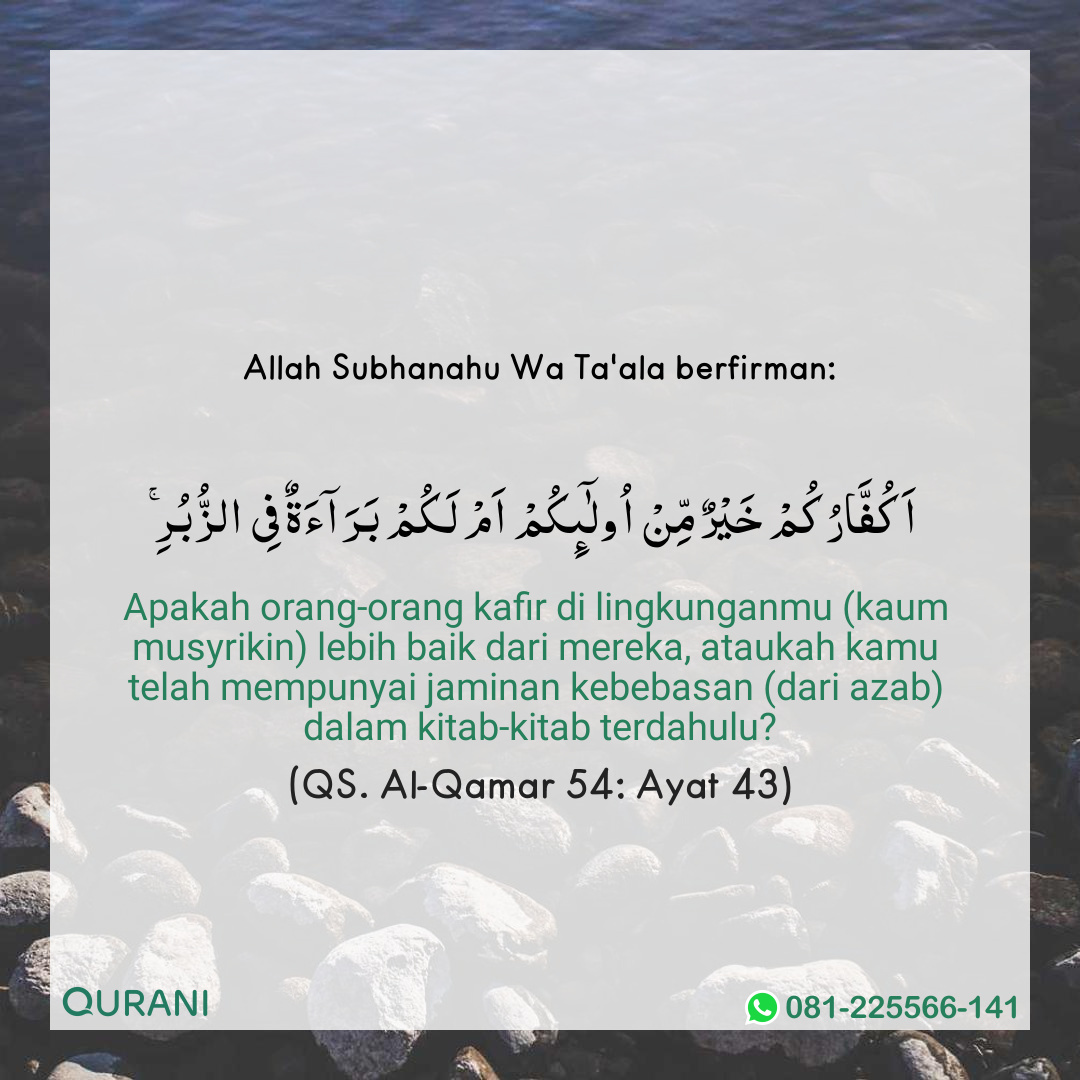 Allah Subhanahu Wa Ta'ala berfirman:
اَكُفَّارُكُمْ خَيْرٌ مِّنْ اُولٰۤىِٕكُمْ اَمْ لَكُمْ بَرَاۤءَةٌ فِى الزُّبُرِۚ
Apakah orang-orang kafir di lingkunganmu (kaum
musyrikin) lebih baik dari mereka, ataukah kamu
telah mempunyai jaminan kebebasan (dari azab)
dalam kitab-kitab terdahulu?
(QS. Al-Qamar 54: Ayat 43)
QURANI
081-225566-141